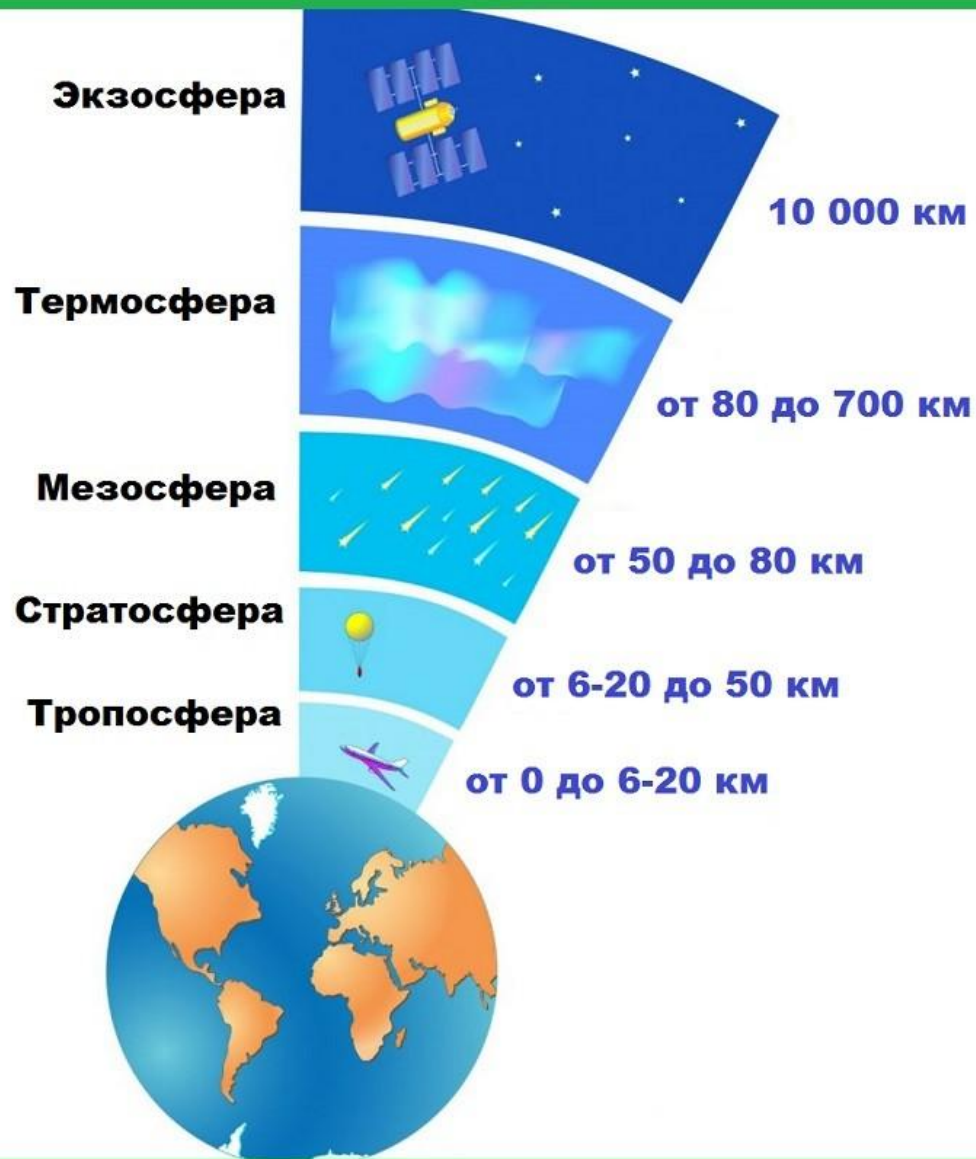 Экзосфера
10 000 км
Термосфера
от 80 до 700 км
Мезосфера
от 50 до 80 км
Стратосфера
от 6-20 до 50 км
Тропосфера
от 0 до 6-20 км